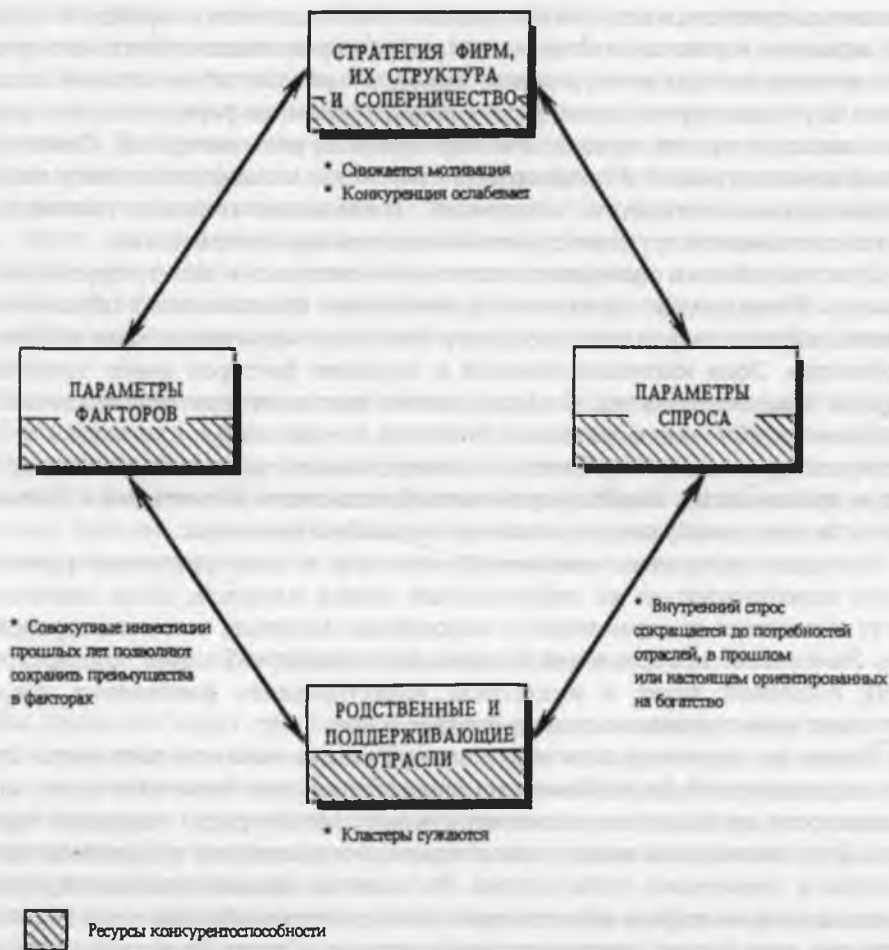 СТРАТЕГИЯ ФИРМ,
ИХ СТРУКТУРА
И СОПЕРНИЧЕСТВО
* Снижается мотивация
* Конкуренция ослабевает
ПАРАМЕТРЫ
ФАКТОРОВ
ПАРАМЕТРЫ
СПРОСА
* Совокупные инвестиции
прошлых лет позволяют
сохранить преимущества
в факторах
* Внутренний спрос
сокращается до потребностей
отраслей, в прошлом
или настоящем ориентированных
на богатство
РОДСТВЕННЫЕ И
ПОДДЕРЖИВАЮЩИЕ
ОТРАСЛИ
* Кластеры сужаются
Ресурсы конкурентоспособности